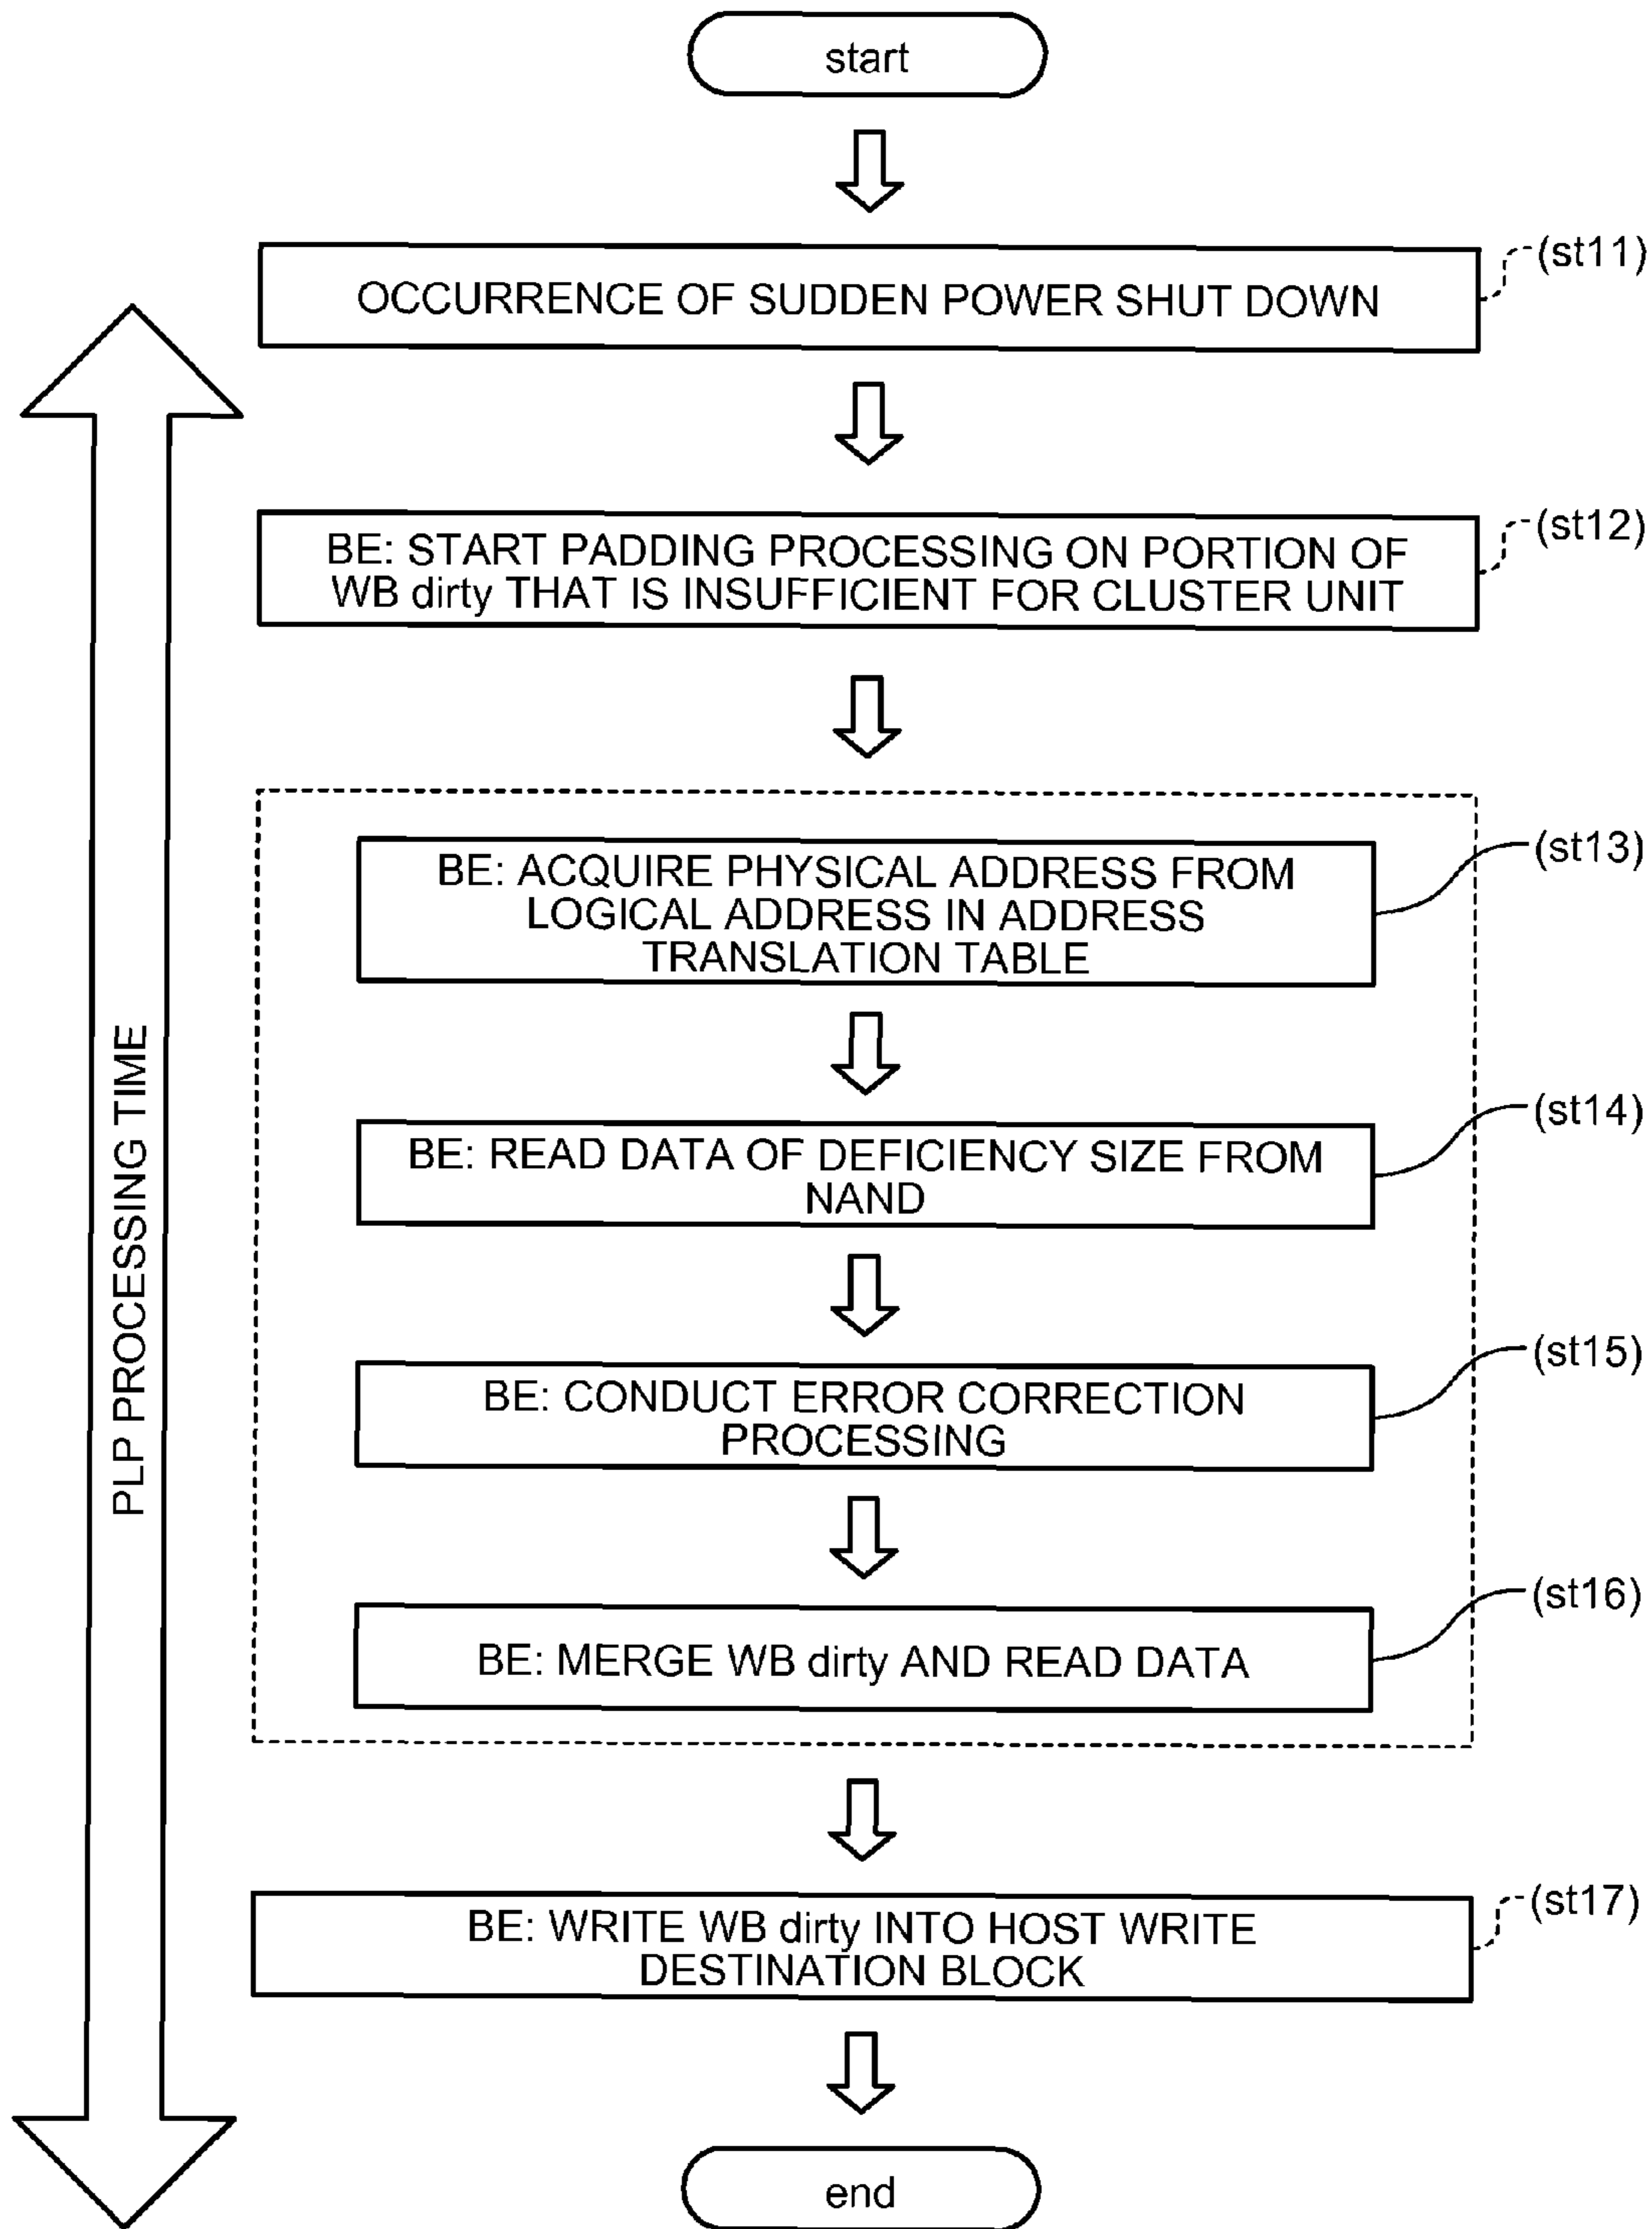 start
OCCURRENCE OF SUDDEN POWER SHUT DOWN
(st11)
BE: START PADDING PROCESSING ON PORTION OF
WB dirty THAT IS INSUFFICIENT FOR CLUSTER UNIT
(st12)
BE: ACQUIRE PHYSICAL ADDRESS FROM
LOGICAL ADDRESS IN ADDRESS
TRANSLATION TABLE
(st13)
BE: READ DATA OF DEFICIENCY SIZE FROM
NAND
(st14)
PLP PROCESSING TIME
BE: CONDUCT ERROR CORRECTION
PROCESSING
(st15)
BE: MERGE WB dirty AND READ DATA
(st16)
BE: WRITE WB dirty INTO HOST WRITE
DESTINATION BLOCK
(st17)
end